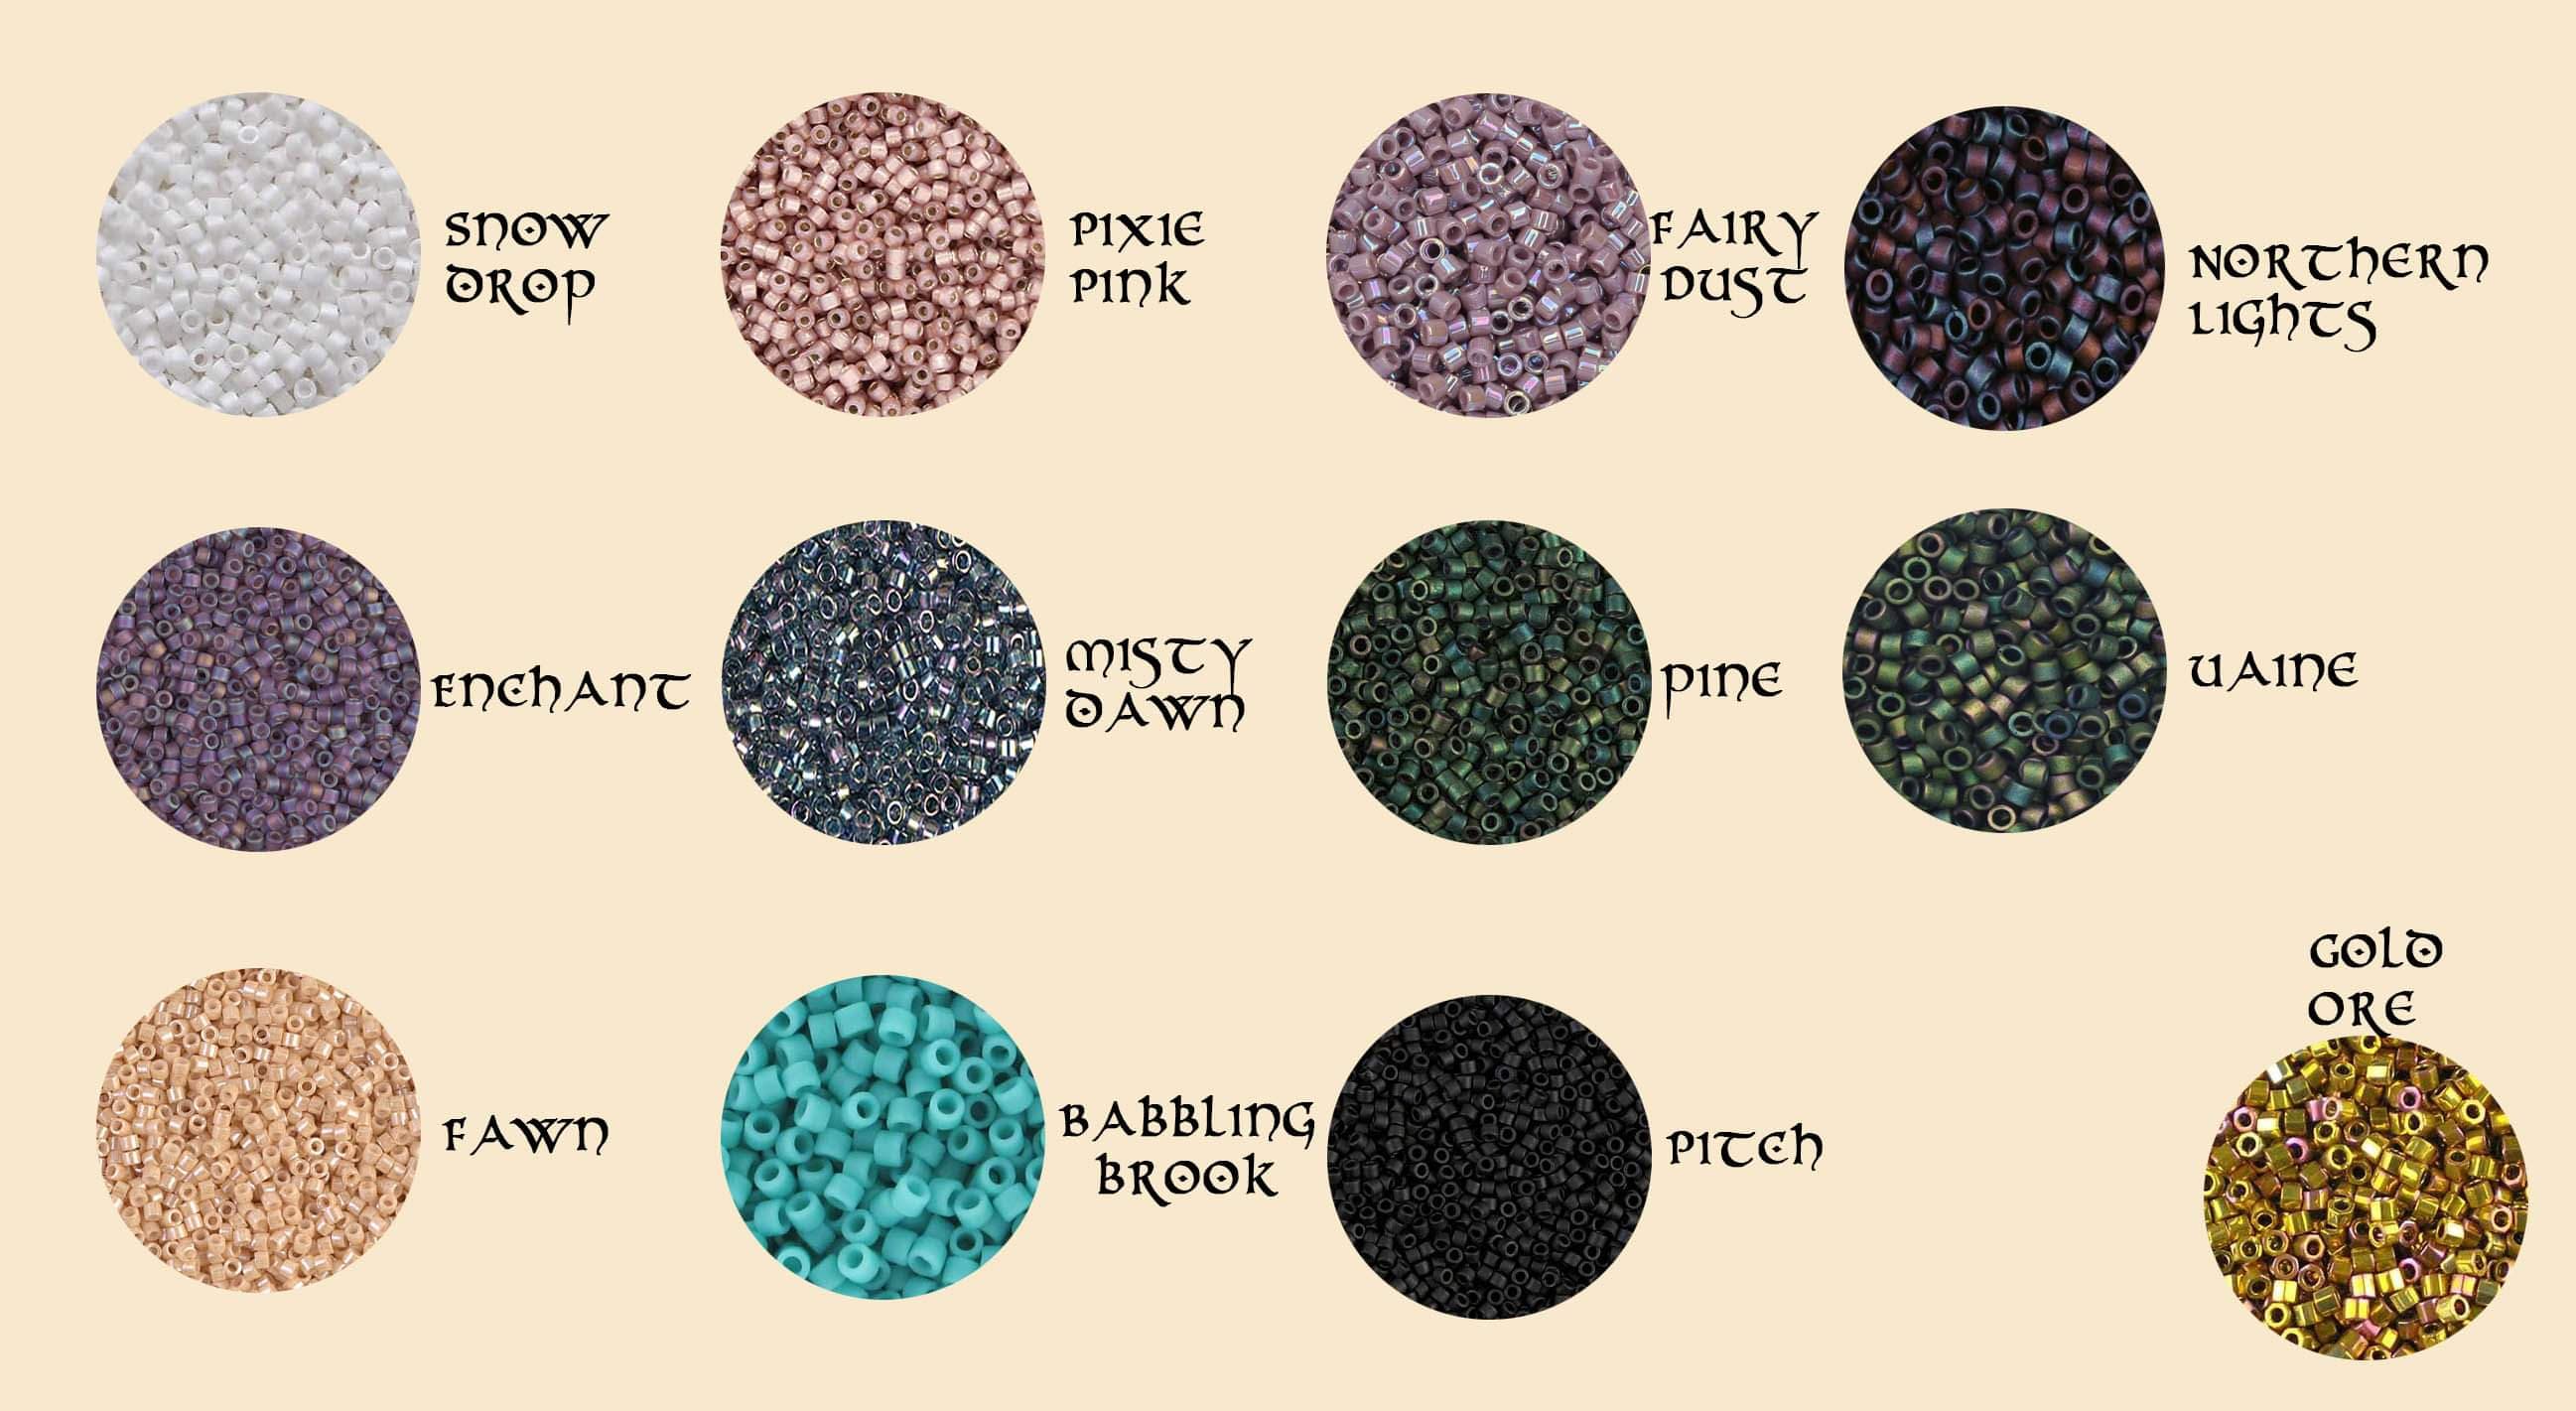 SNOW
DROP
PIXIE
PINK
FAIRY
DUST
NORTHERN
LIGHTS
ENCHANT
MISTY
DAWN
PINE
UAINE
FAWN
BABBLING
BROOK
PITCH
GOLD
ORE